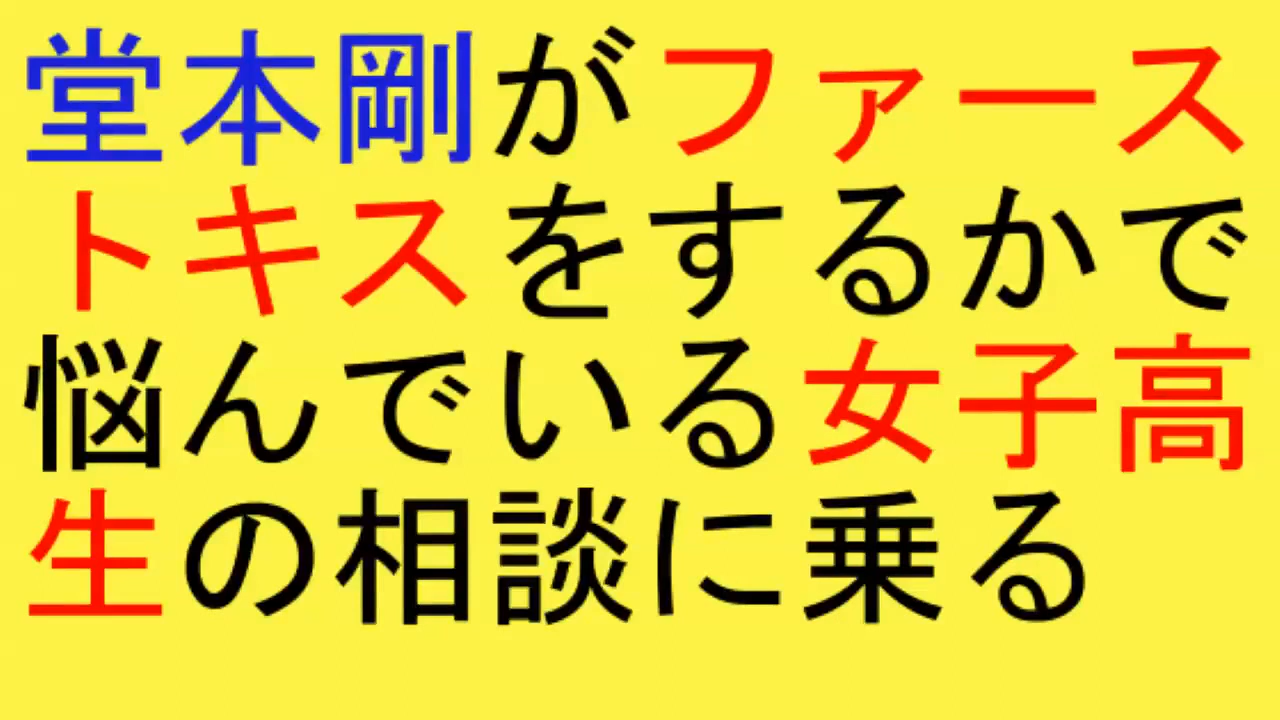 堂本剛がファース
トキスをするかで
悩んでいる女子高
生の相談に乗る